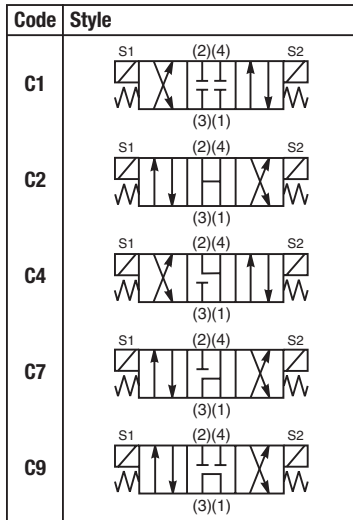 Code Style
S1 (2)(4) S2
C1
(3)(1)
S1 (2)(4) S2
C2
(3)(1)
S1 (2)(4) S2
C4
(3)(1)
S1 (2)(4) S2
C7
(3)(1)
S1 (2)(4) S2
C9
(3)(1)